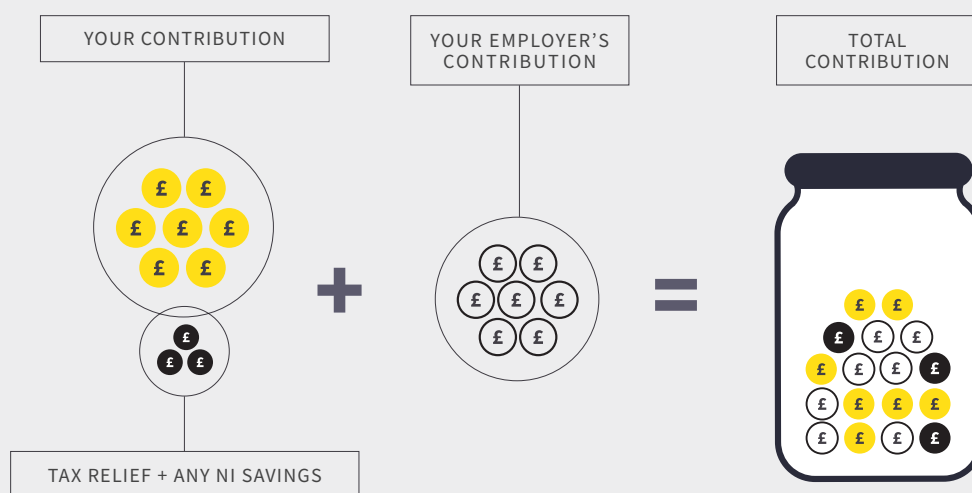 YOUR CONTRIBUTION
YOUR EMPLOYER'S
CONTRIBUTION
TOTAL
CONTRIBUTION
£ £
£ £ £
£ £
£
£ £
+
£ £
£ £ £
£ £
=
£ £
£ £ £
£ £ £ £
£ £ £ £
£ £ £ £
TAX RELIEF + ANY NI SAVINGS